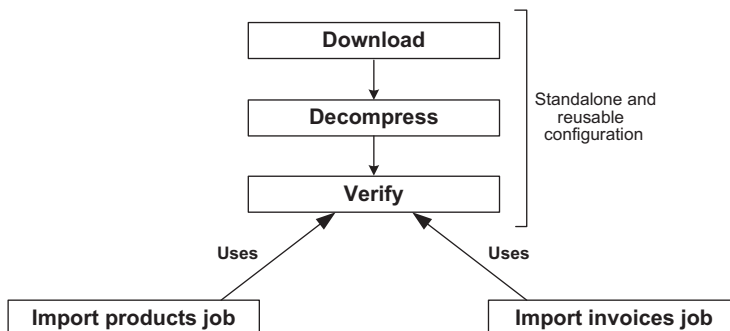 Download
Decompress
Standalone and
reusable
configuration
Verify
Uses
Uses
Import products job
Import invoices job